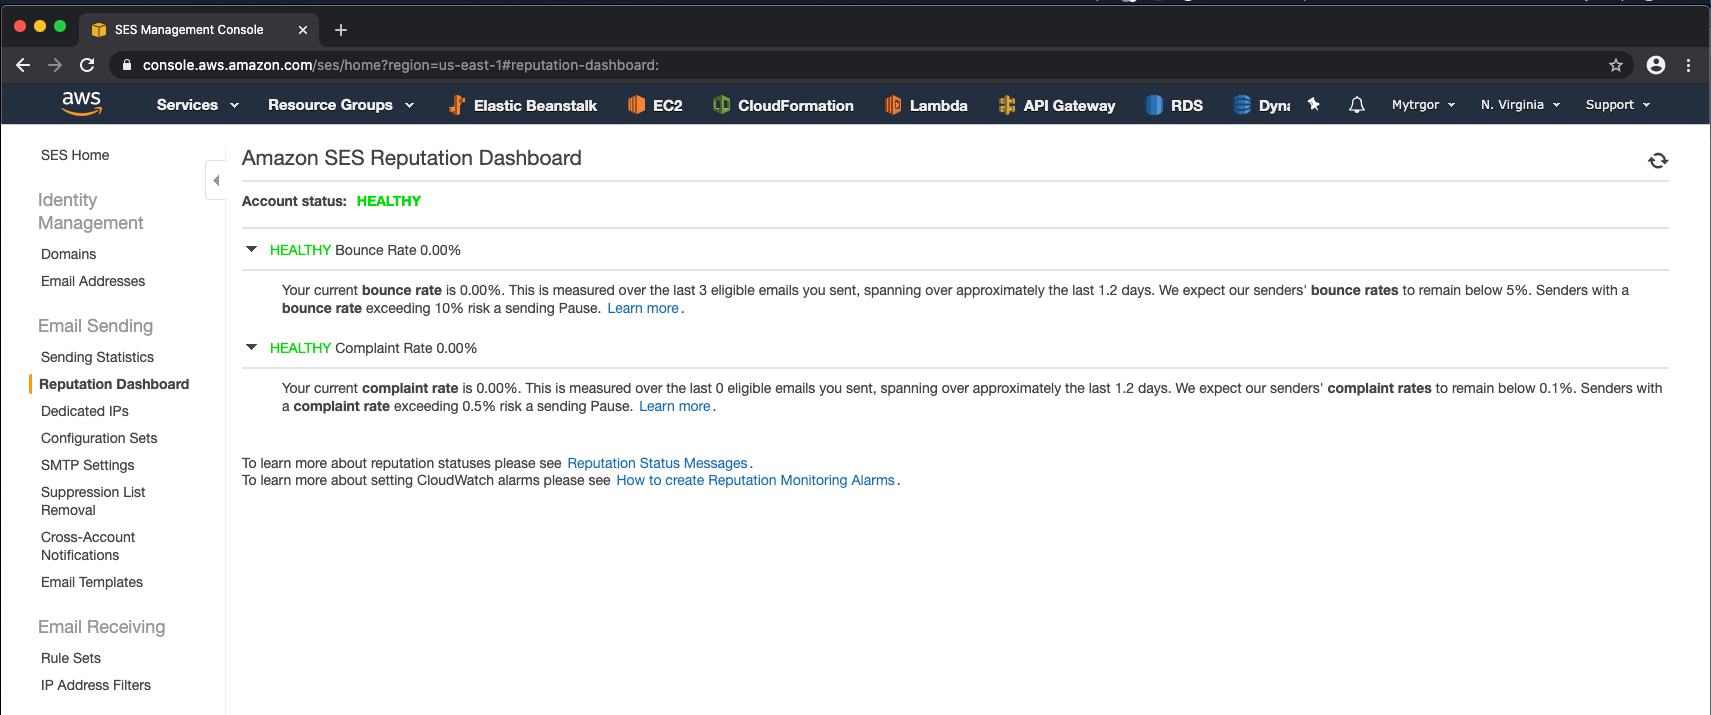 SES Management Console
console.aws.amazon.com/ses/home?region=us-east-1#reputation-dashboard:
aws Services Resource Groups Elastic Beanstalk EC2 CloudFormation Lambda API Gateway RDS Dyna Mytrgor N. Virginia Support
SES Home
Identity
Management
Domains
Email Addresses
Email Sending
Sending Statistics
Reputation Dashboard
Dedicated IPs
Configuration Sets
SMTP Settings
Suppression List
Removal
Cross-Account
Notifications
Email Templates
Email Receiving
Rule Sets
IP Address Filters
Amazon SES Reputation Dashboard
Account status: HEALTHY
HEALTHY Bounce Rate 0.00%
Your current bounce rate is 0.00%. This is measured over the last 3 eligible emails you sent, spanning over approximately the last 1.2 days. We expect our senders' bounce rates to remain below 5%. Senders with a
bounce rate exceeding 10% risk a sending Pause. Learn more.
HEALTHY Complaint Rate 0.00%
Your current complaint rate is 0.00%. This is measured over the last 0 eligible emails you sent, spanning over approximately the last 1.2 days. We expect our senders' complaint rates to remain below 0.1%. Senders with
a complaint rate exceeding 0.5% risk a sending Pause. Learn more.
To learn more about reputation statuses please see Reputation Status Messages.
To learn more about setting CloudWatch alarms please see How to create Reputation Monitoring Alarms.